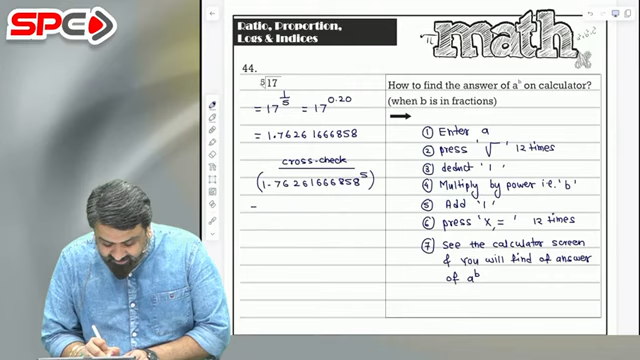 SPC
Ratio, Proportion,
Logs & Indices
math
44.
⁵√17
= 17^(1/5) = 17^0.20
= 1.76261666858
cross-check
(1.76261666858^5)
=
How to find the answer of a^b on calculator?
(when b is in fractions)
① Enter a
② press '√' 12 times
③ deduct '1'
④ Multiply by power i.e. 'b'
⑤ Add '1'
⑥ press 'x, =' 12 times
⑦ See the calculator screen
& you will find of answer
of a^b